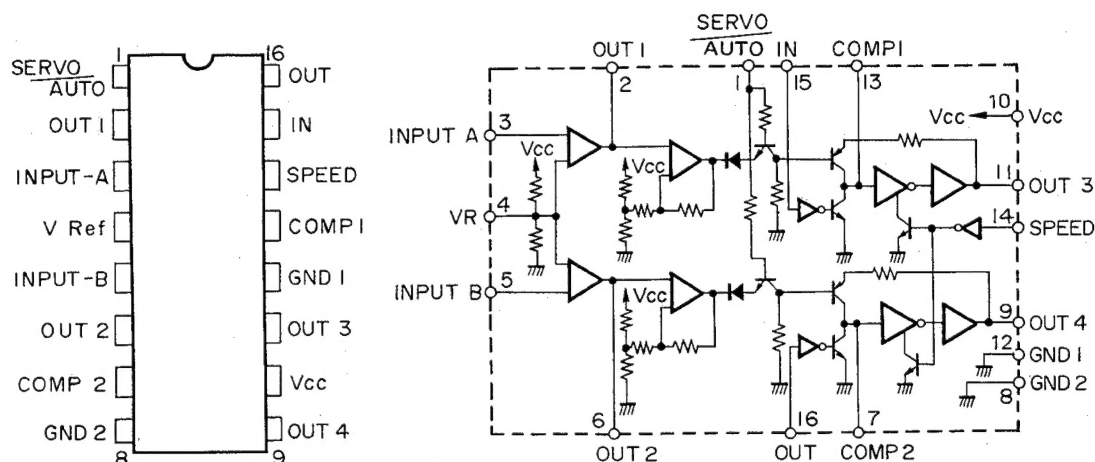 1 16
SERVO
AUTO
OUT
OUT 1
IN
INPUT-A
SPEED
V Ref
COMP1
INPUT-B
GND 1
OUT 2
OUT 3
COMP 2
Vcc
GND 2
OUT 4
8 9
SERVO
OUT 1 AUTO IN COMP1
2 1 15 13
INPUT A 3
10 Vcc
Vcc
Vcc
Vcc
11 OUT 3
VR 4
14 SPEED
INPUT B 5
Vcc
9 OUT 4
12 GND 1
8 GND 2
6 16 7
OUT 2 OUT COMP 2